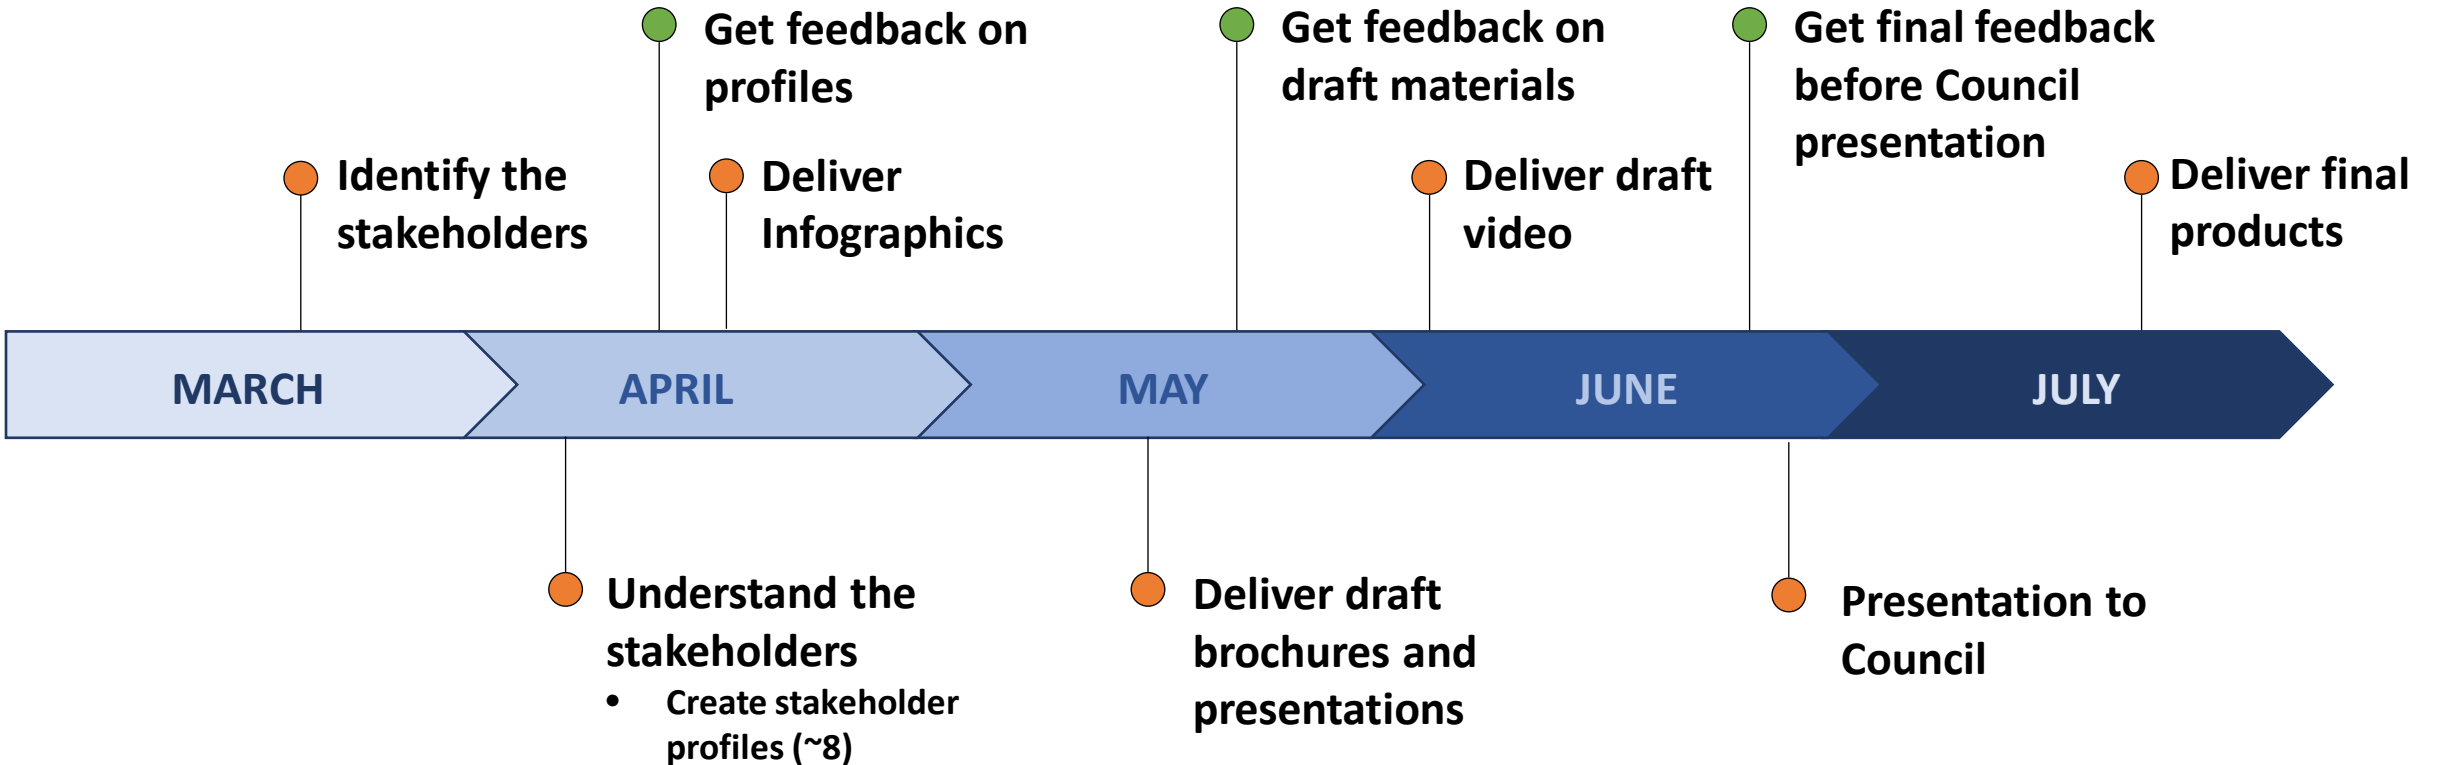 Get feedback on
profiles
Get feedback on
draft materials
Get final feedback
before Council
presentation
Identify the
stakeholders
Deliver
Infographics
Deliver draft
video
Deliver final
products
MARCH
APRIL
MAY
JUNE
JULY
Understand the
stakeholders
• Create stakeholder
profiles (~8)
Deliver draft
brochures and
presentations
Presentation to
Council